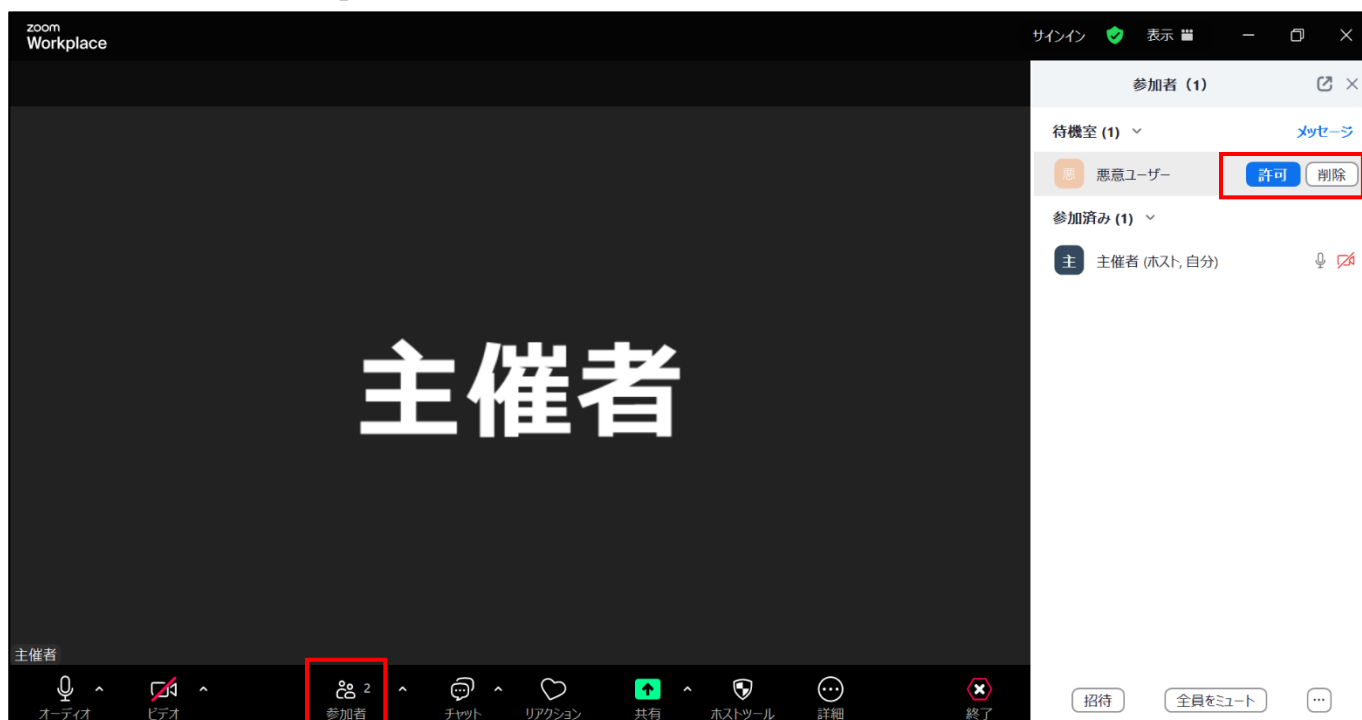 zoom
Workplace
サインイン 表示
参加者 (1)
待機室 (1) メッセージ
悪 悪意ユーザー 許可 削除
参加済み (1)
主 主催者 (ホスト, 自分)
主催者
主催者
2
オーディオ ビデオ 参加者 チャット リアクション 共有 ホストツール 詳細 終了
招待 全員をミュート